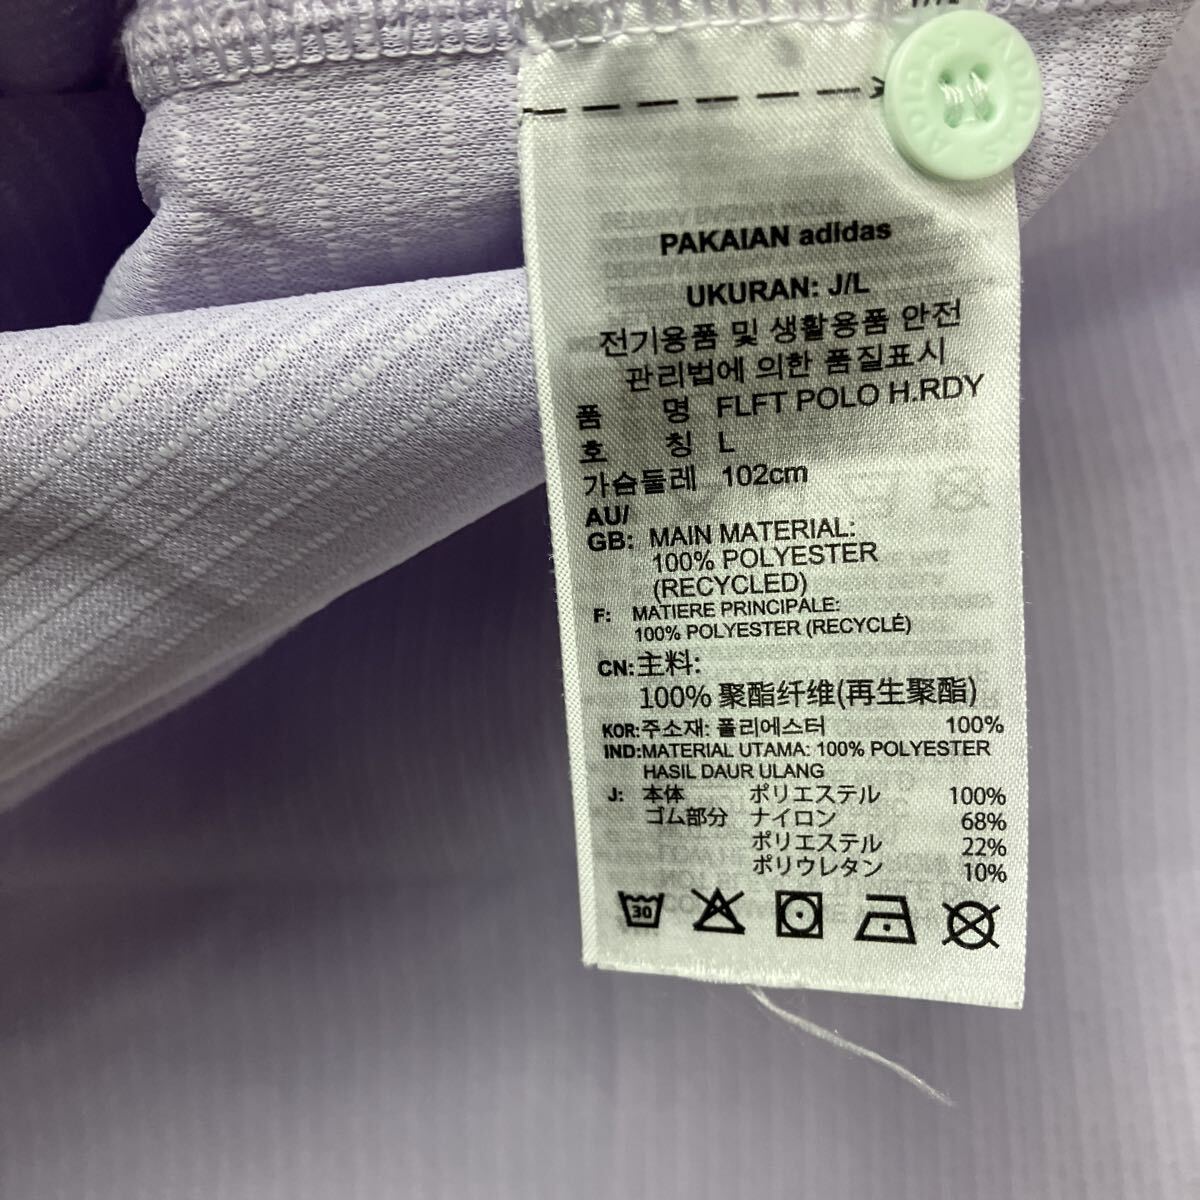 ADIDAS ADIDAS
PAKAIAN adidas
UKURAN: J/L
전기용품 및 생활용품 안전
관리법에 의한 품질표시
품 명 FLFT POLO H.RDY
호 칭 L
가슴둘레 102cm
AU/
GB: MAIN MATERIAL:
100% POLYESTER
(RECYCLED)
F: MATIERE PRINCIPALE:
100% POLYESTER (RECYCLÉ)
CN: 主料:
100% 聚酯纤维(再生聚酯)
KOR: 주소재: 폴리에스터 100%
IND: MATERIAL UTAMA: 100% POLYESTER
HASIL DAUR ULANG
J: 本体 ポリエステル 100%
ゴム部分 ナイロン 68%
ポリエステル 22%
ポリウレタン 10%
30